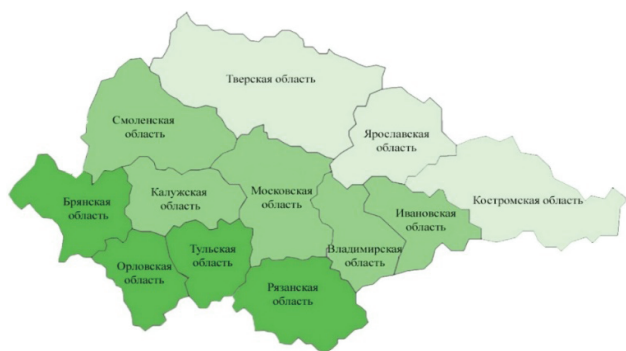 Тверская область
Смоленская
область
Ярославская
область
Брянская
область
Калужская
область
Московская
область
Костромская область
Ивановская
область
Тульская
область
Владимирская
область
Орловская
область
Рязанская
область